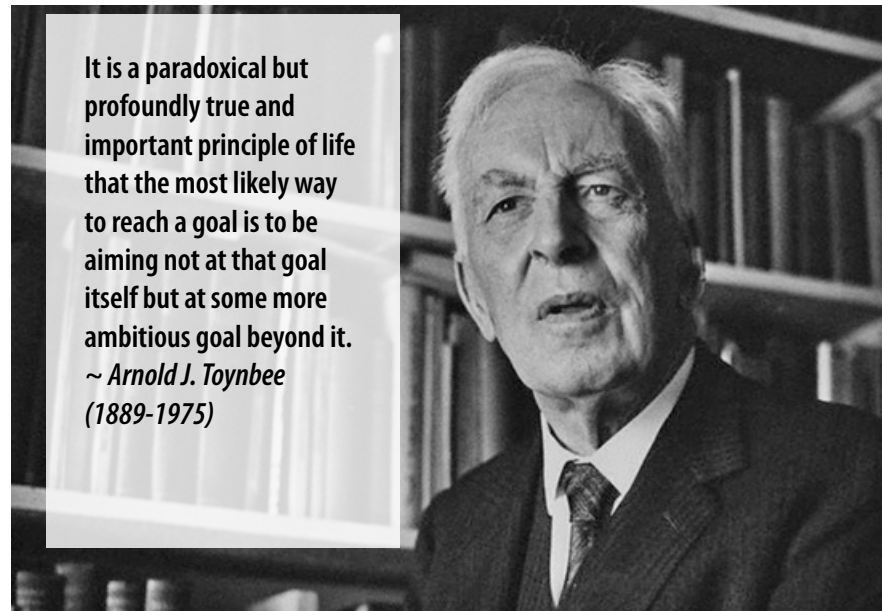 It is a paradoxical but
profoundly true and
important principle of life
that the most likely way
to reach a goal is to be
aiming not at that goal
itself but at some more
ambitious goal beyond it.
~ Arnold J. Toynbee
(1889-1975)